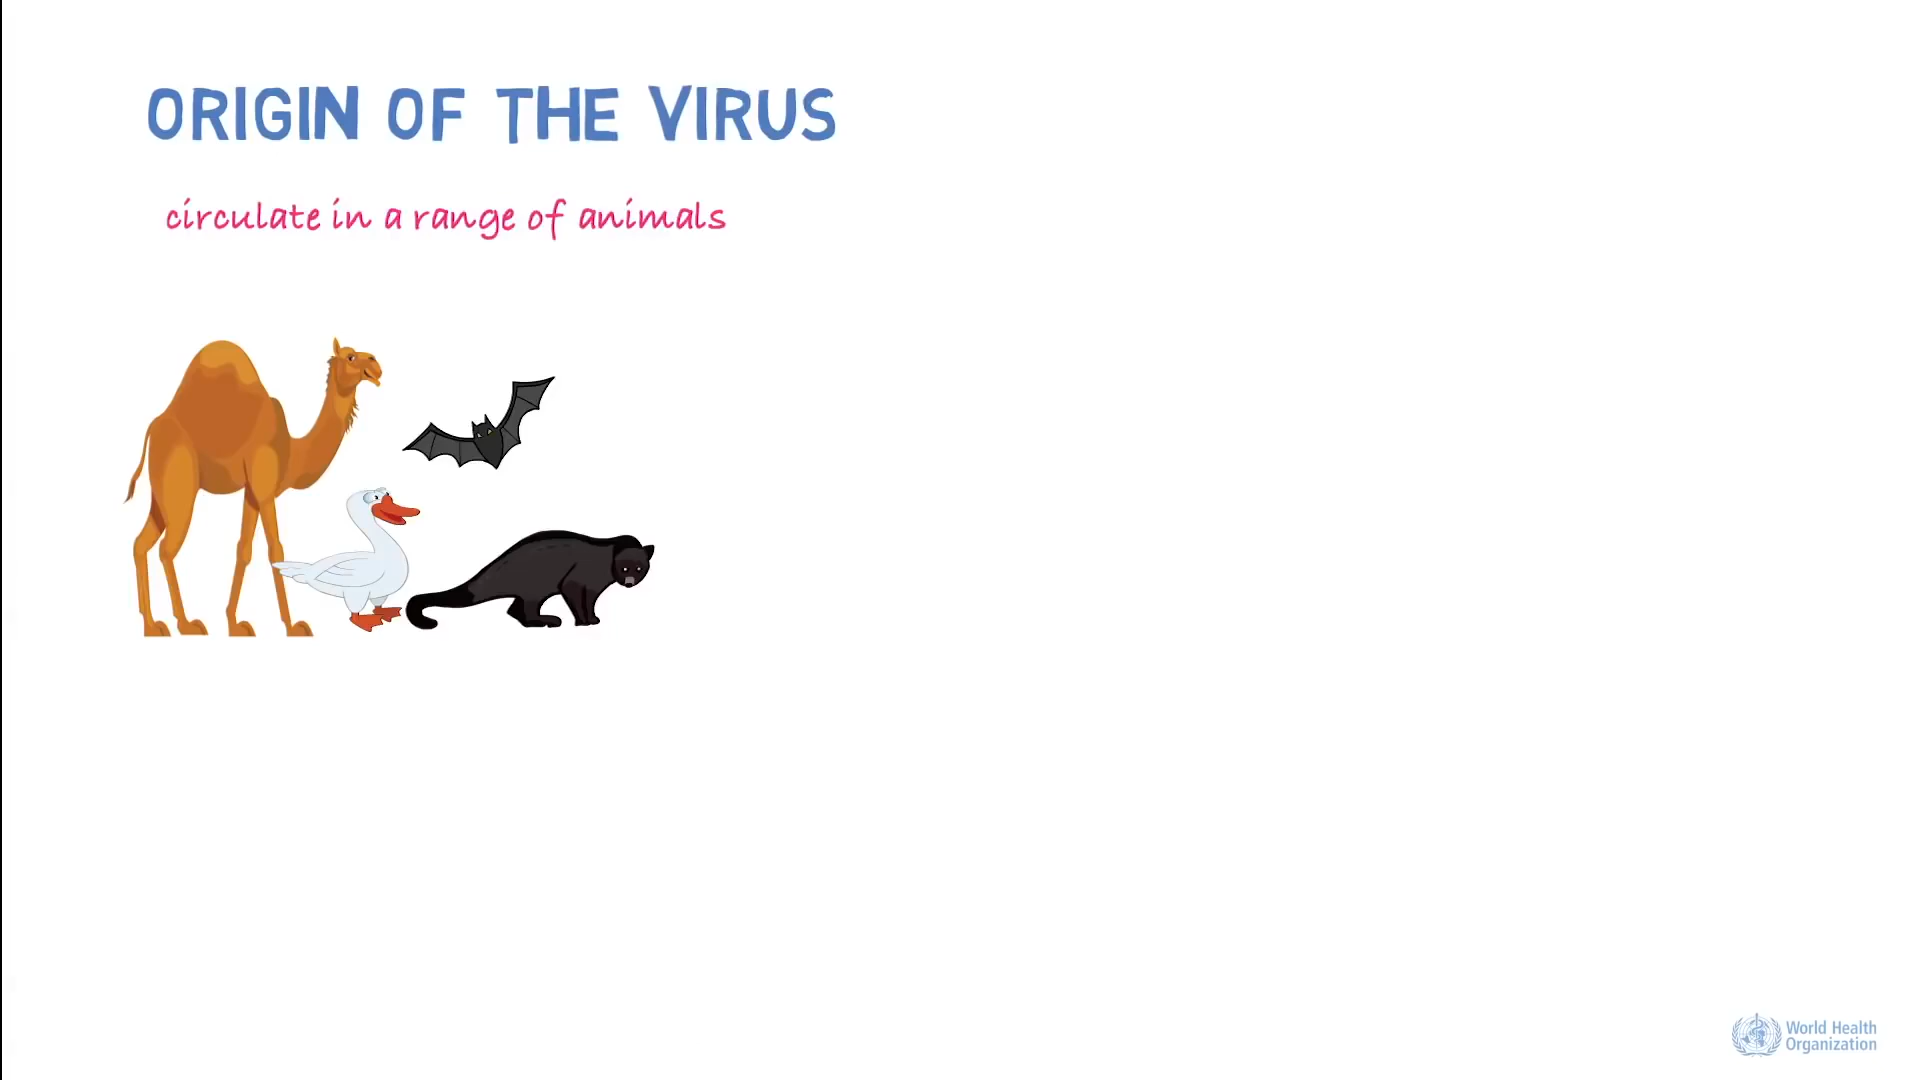 ORIGIN OF THE VIRUS
circulate in a range of animals
World Health
Organization